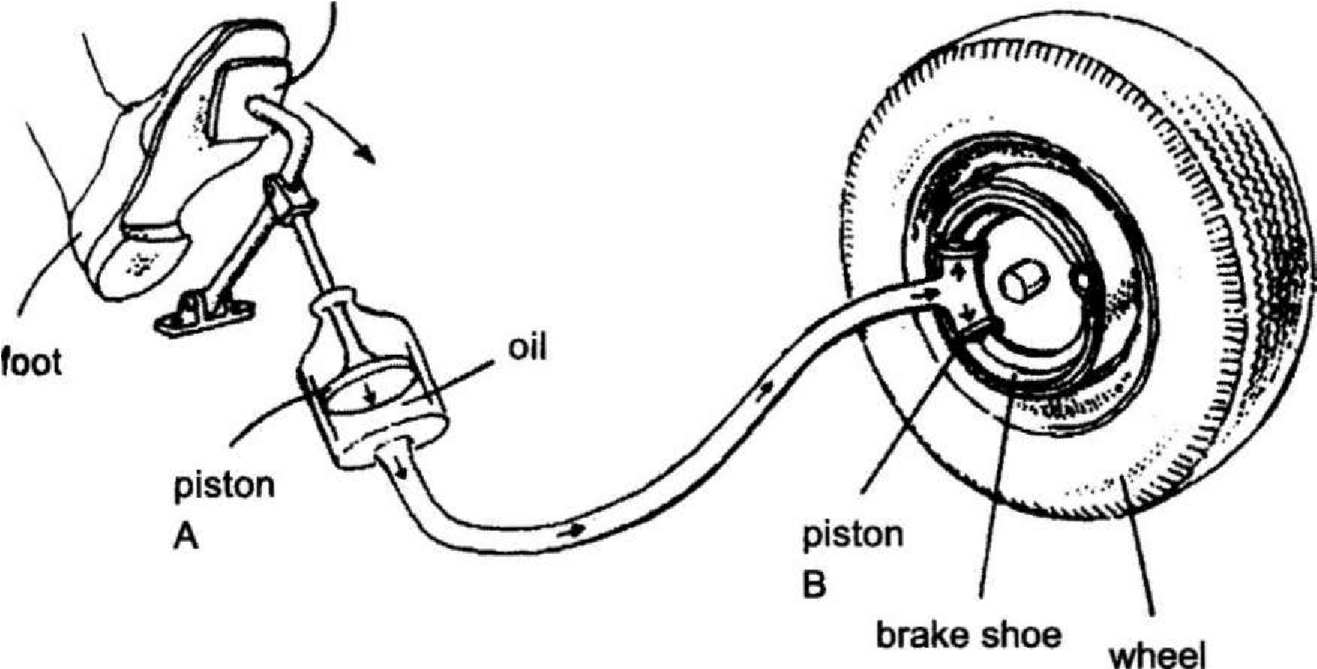 foot
oil
piston
A
piston
B
brake shoe
wheel